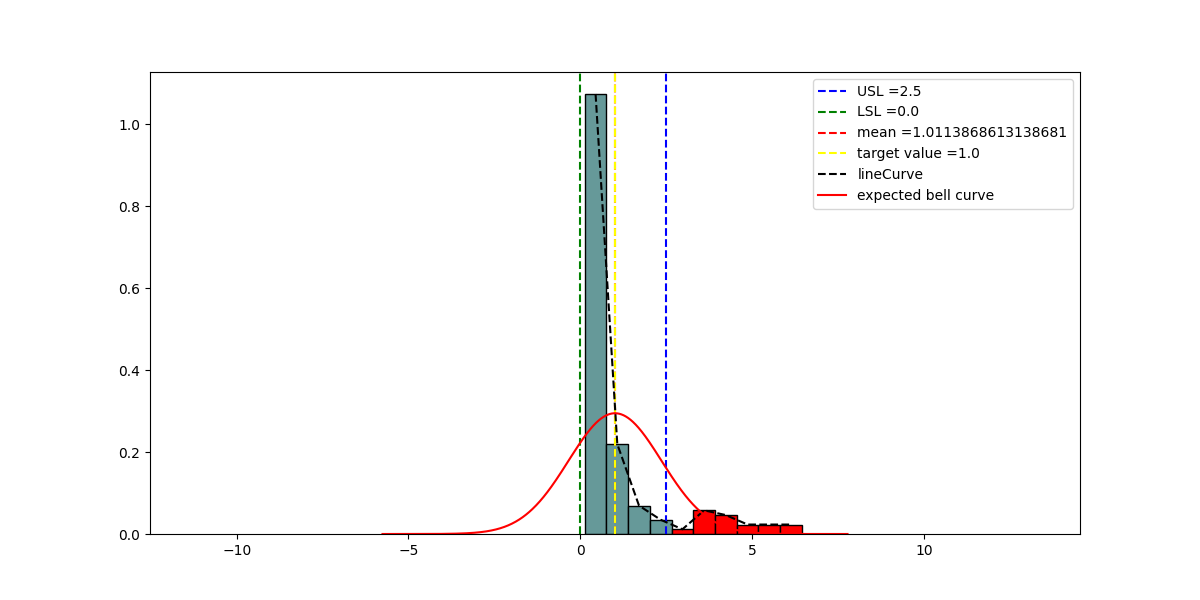 USL =2.5
LSL =0.0
mean =1.0113868613138681
target value =1.0
lineCurve
expected bell curve
1.0
0.8
0.6
0.4
0.2
0.0
−10 −5 0 5 10